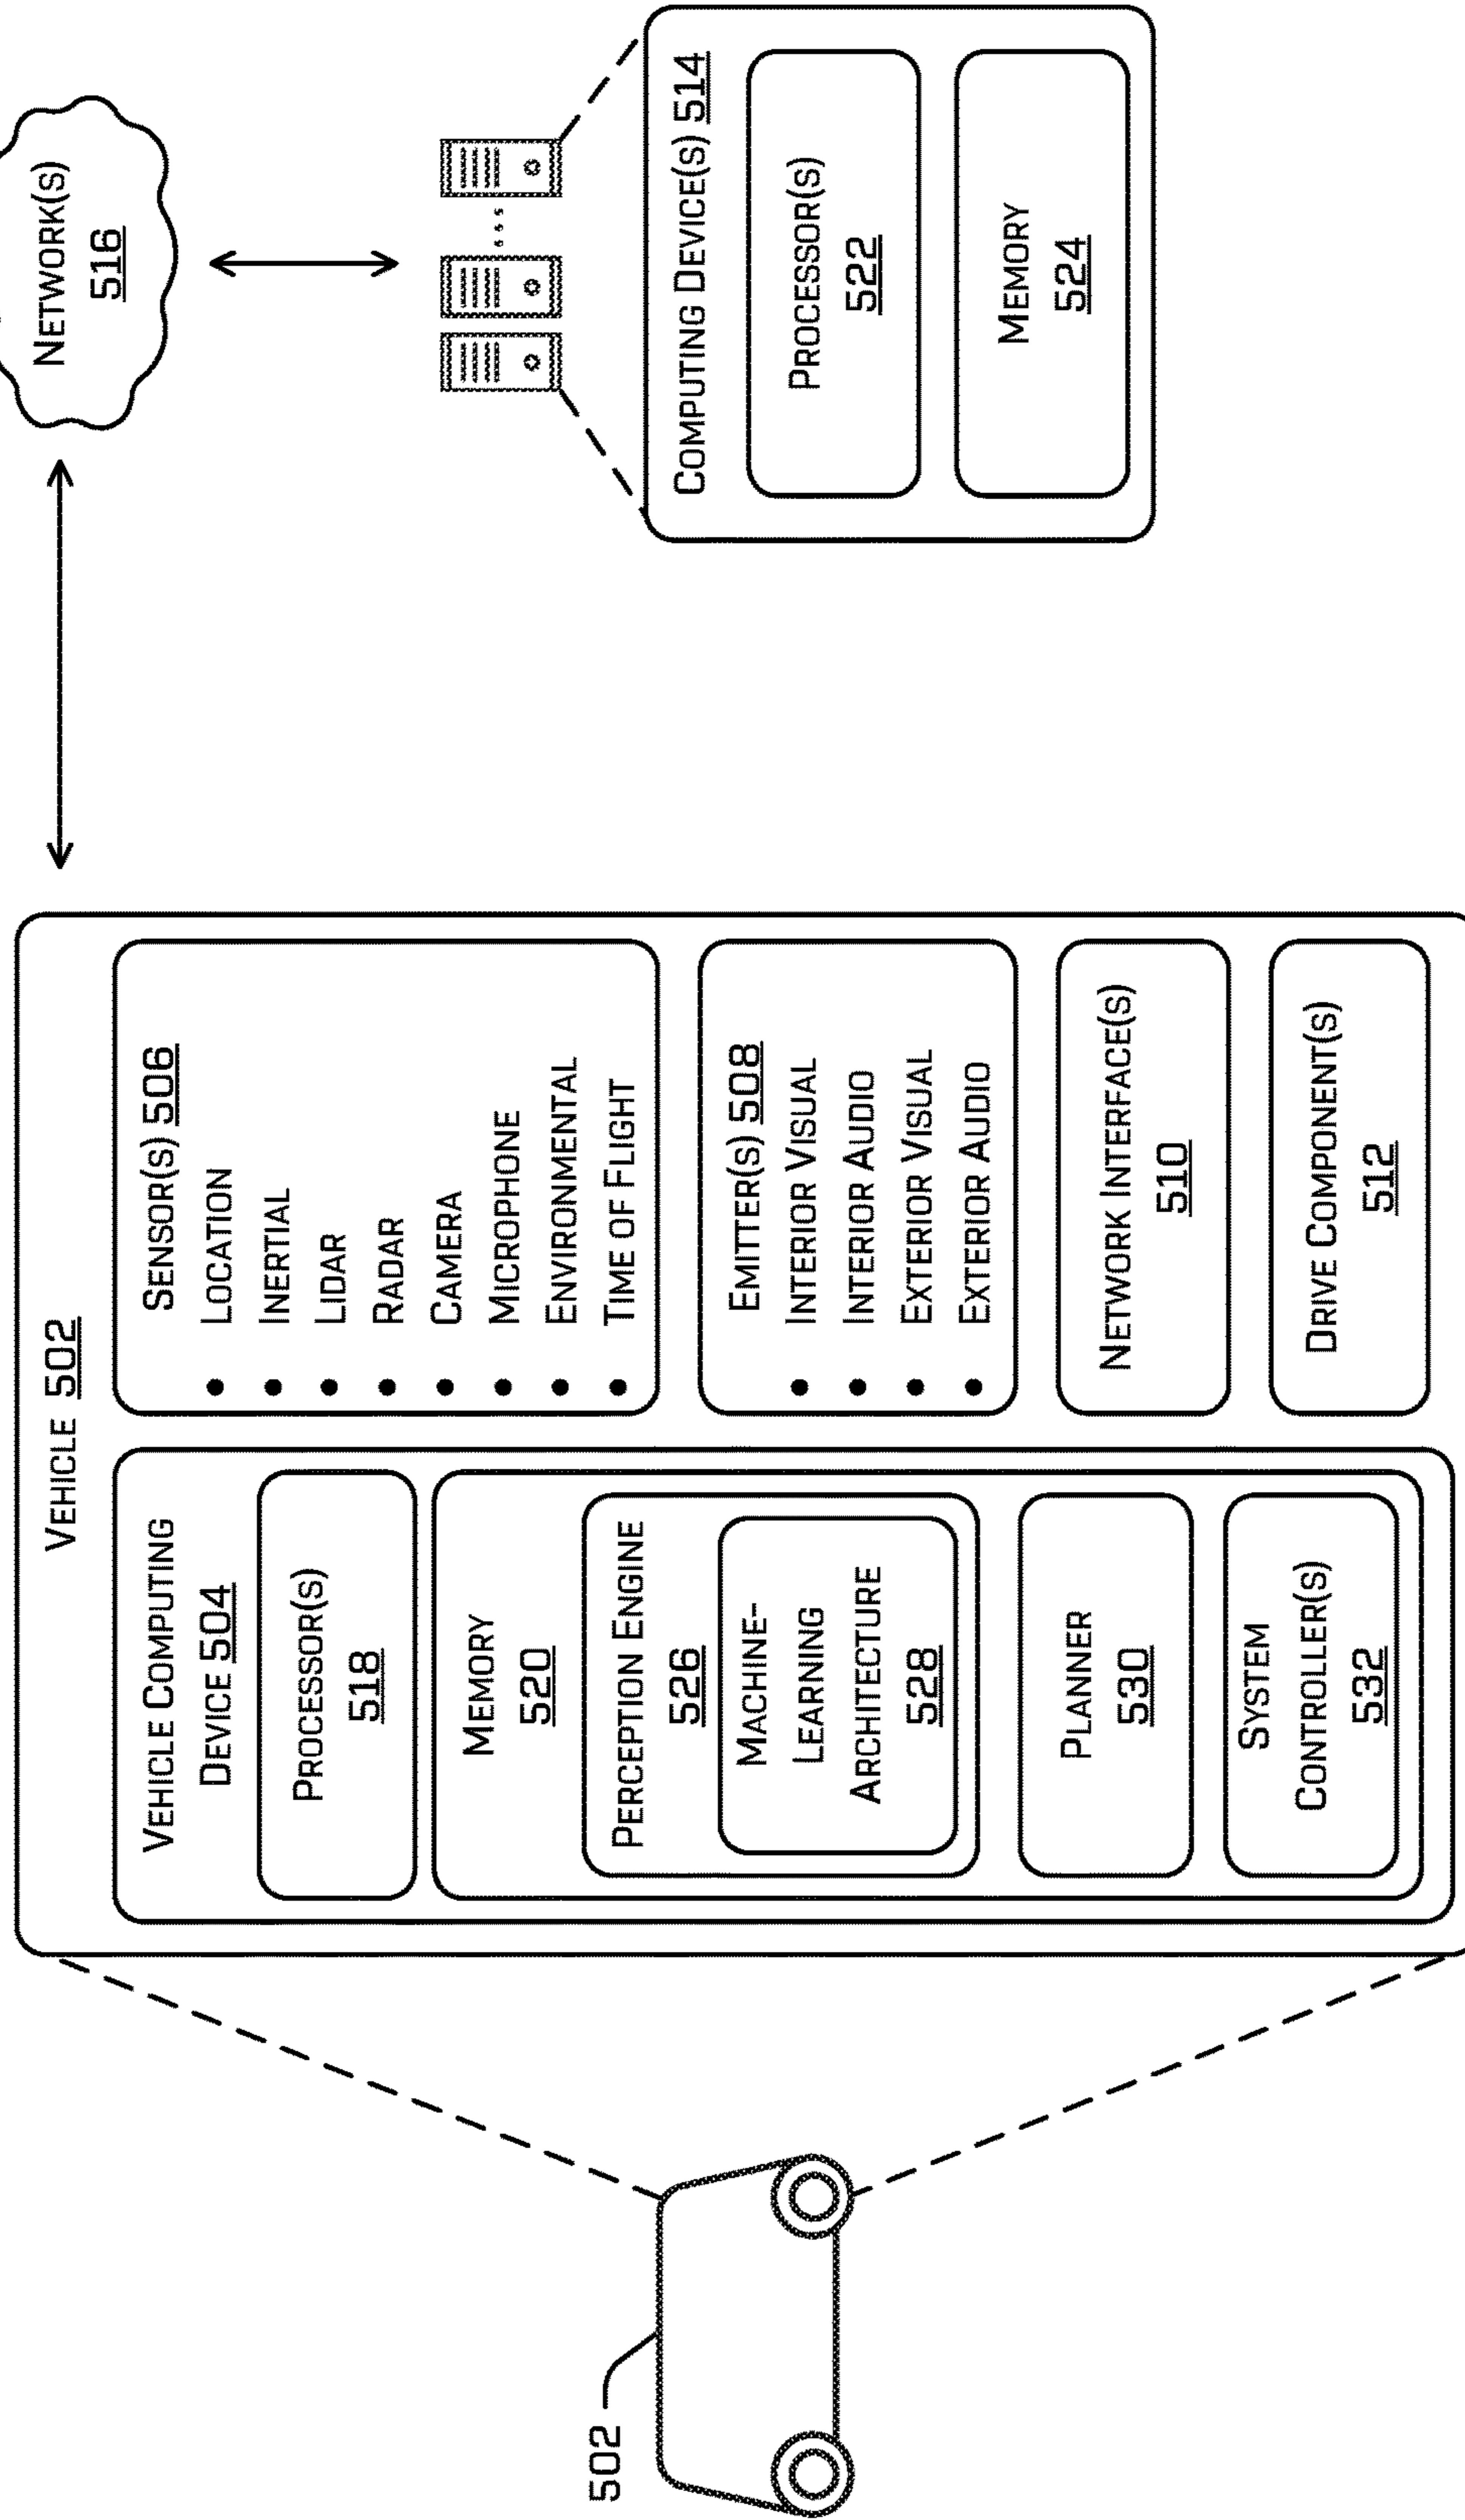 502
VEHICLE 502
VEHICLE COMPUTING
DEVICE 504
PROCESSOR(S)
518
MEMORY
520
PERCEPTION ENGINE
526
MACHINE-
LEARNING
ARCHITECTURE
528
PLANNER
530
SYSTEM
CONTROLLER(S)
532
SENSOR(S) 506
• LOCATION
• INERTIAL
• LIDAR
• RADAR
• CAMERA
• MICROPHONE
• ENVIRONMENTAL
• TIME OF FLIGHT
EMITTER(S) 508
• INTERIOR VISUAL
• INTERIOR AUDIO
• EXTERIOR VISUAL
• EXTERIOR AUDIO
NETWORK INTERFACE(S)
510
DRIVE COMPONENT(S)
512
NETWORK(S)
516
COMPUTING DEVICE(S) 514
PROCESSOR(S)
522
MEMORY
524